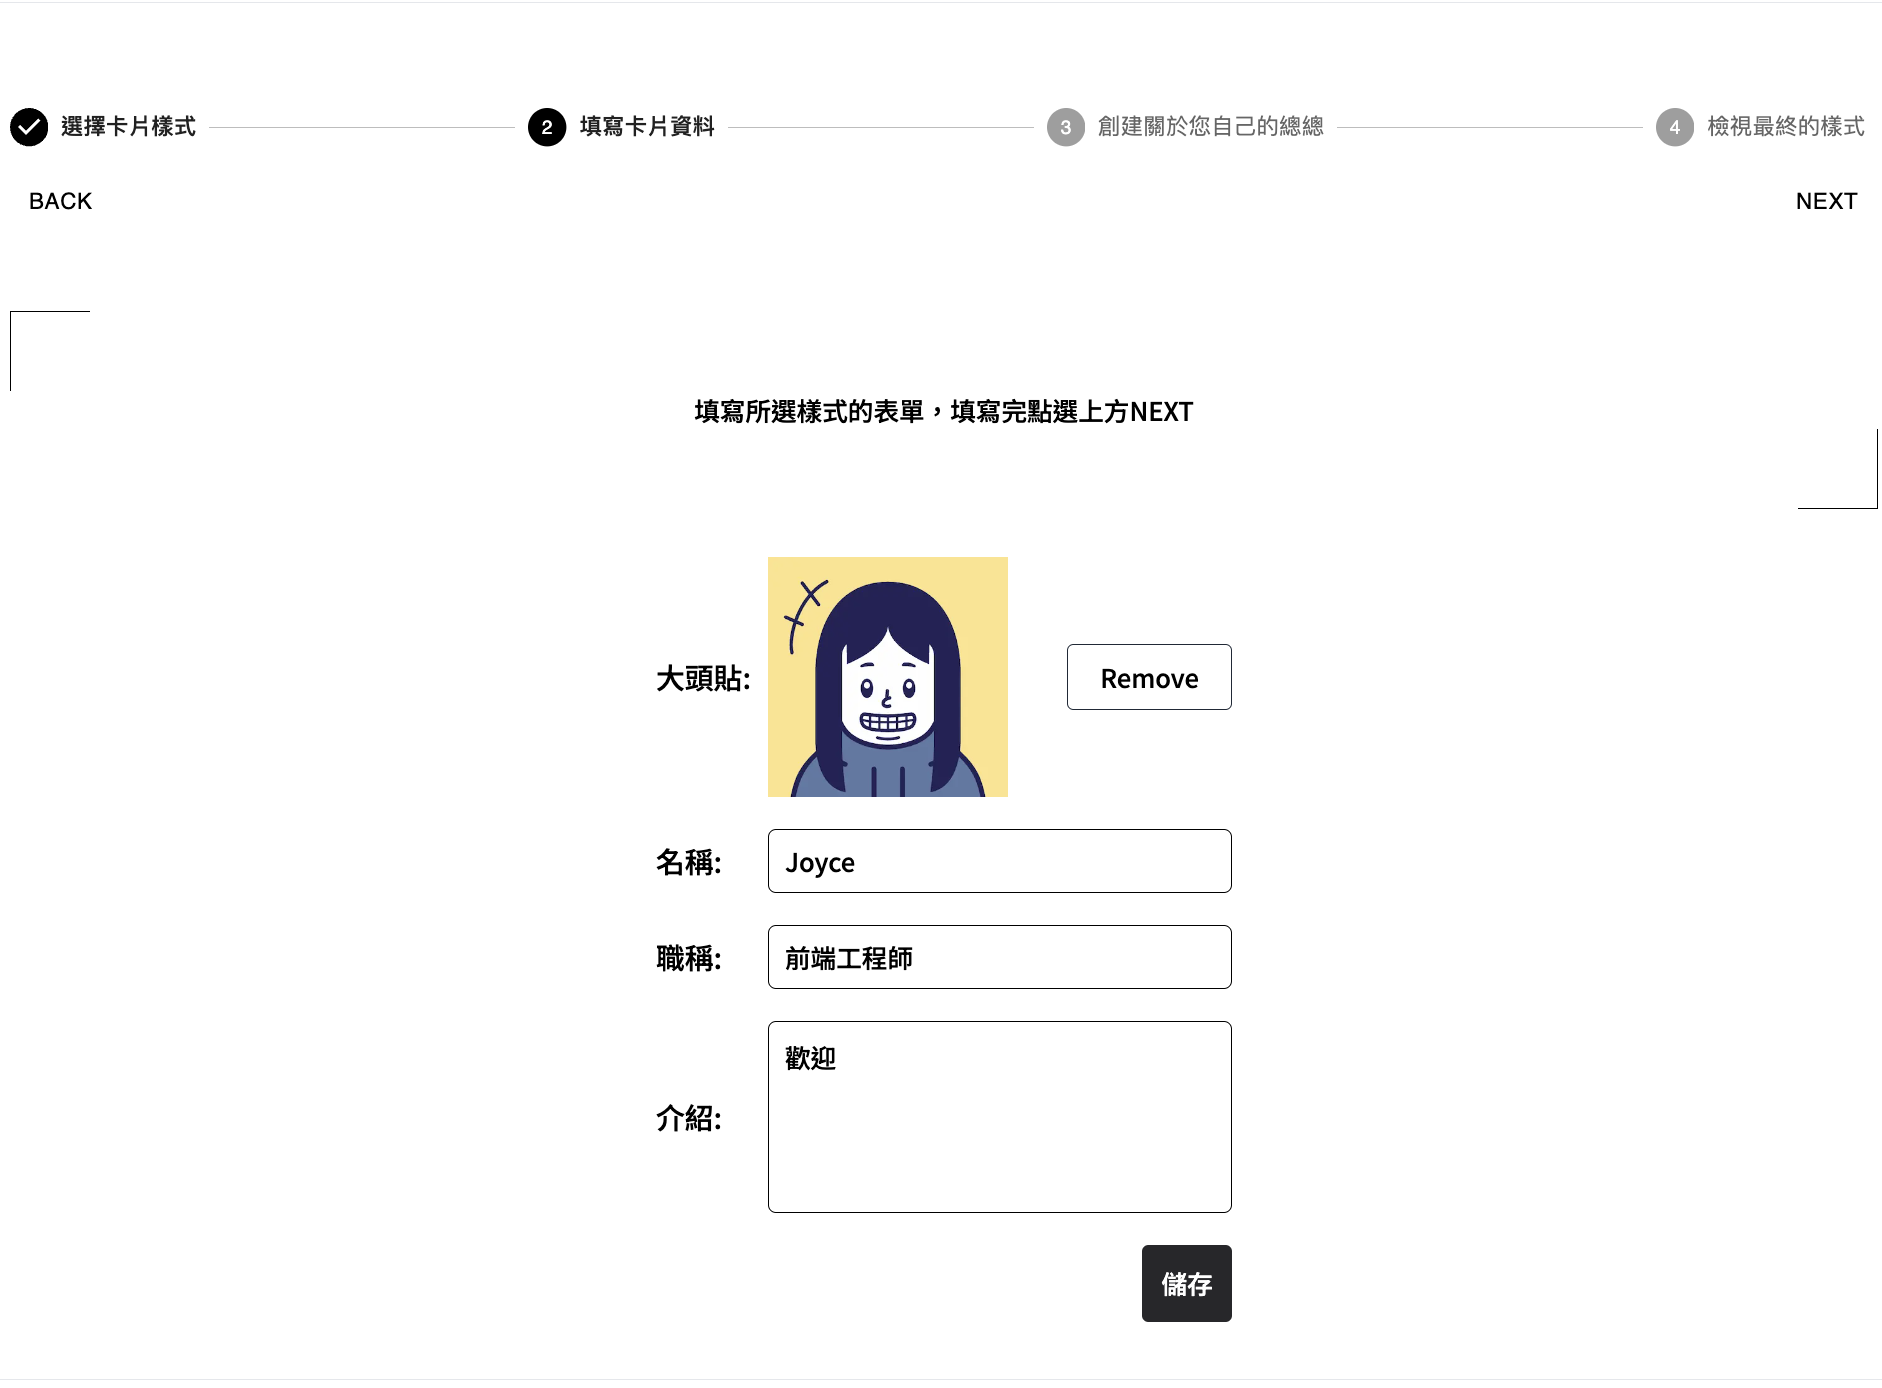 選擇卡片樣式
2 填寫卡片資料
3 創建關於您自己的總總
4 檢視最終的樣式
BACK
NEXT
填寫所選樣式的表單，填寫完點選上方NEXT
大頭貼:
Remove
名稱: Joyce
職稱: 前端工程師
介紹: 歡迎
儲存